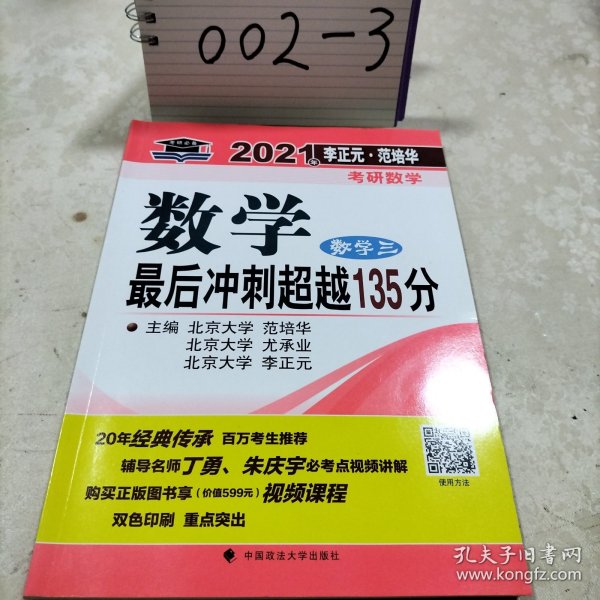 002-3
考研必备
2021年 李正元·范培华
考研数学
数学
数学三
最后冲刺超越135分
主编 北京大学 范培华
北京大学 尤承业
北京大学 李正元
20年经典传承 百万考生推荐
辅导名师丁勇、朱庆宇必考点视频讲解
购买正版图书享(价值599元)视频课程
双色印刷 重点突出
使用方法
中国政法大学出版社
孔夫子旧书网
www.kongfz.com